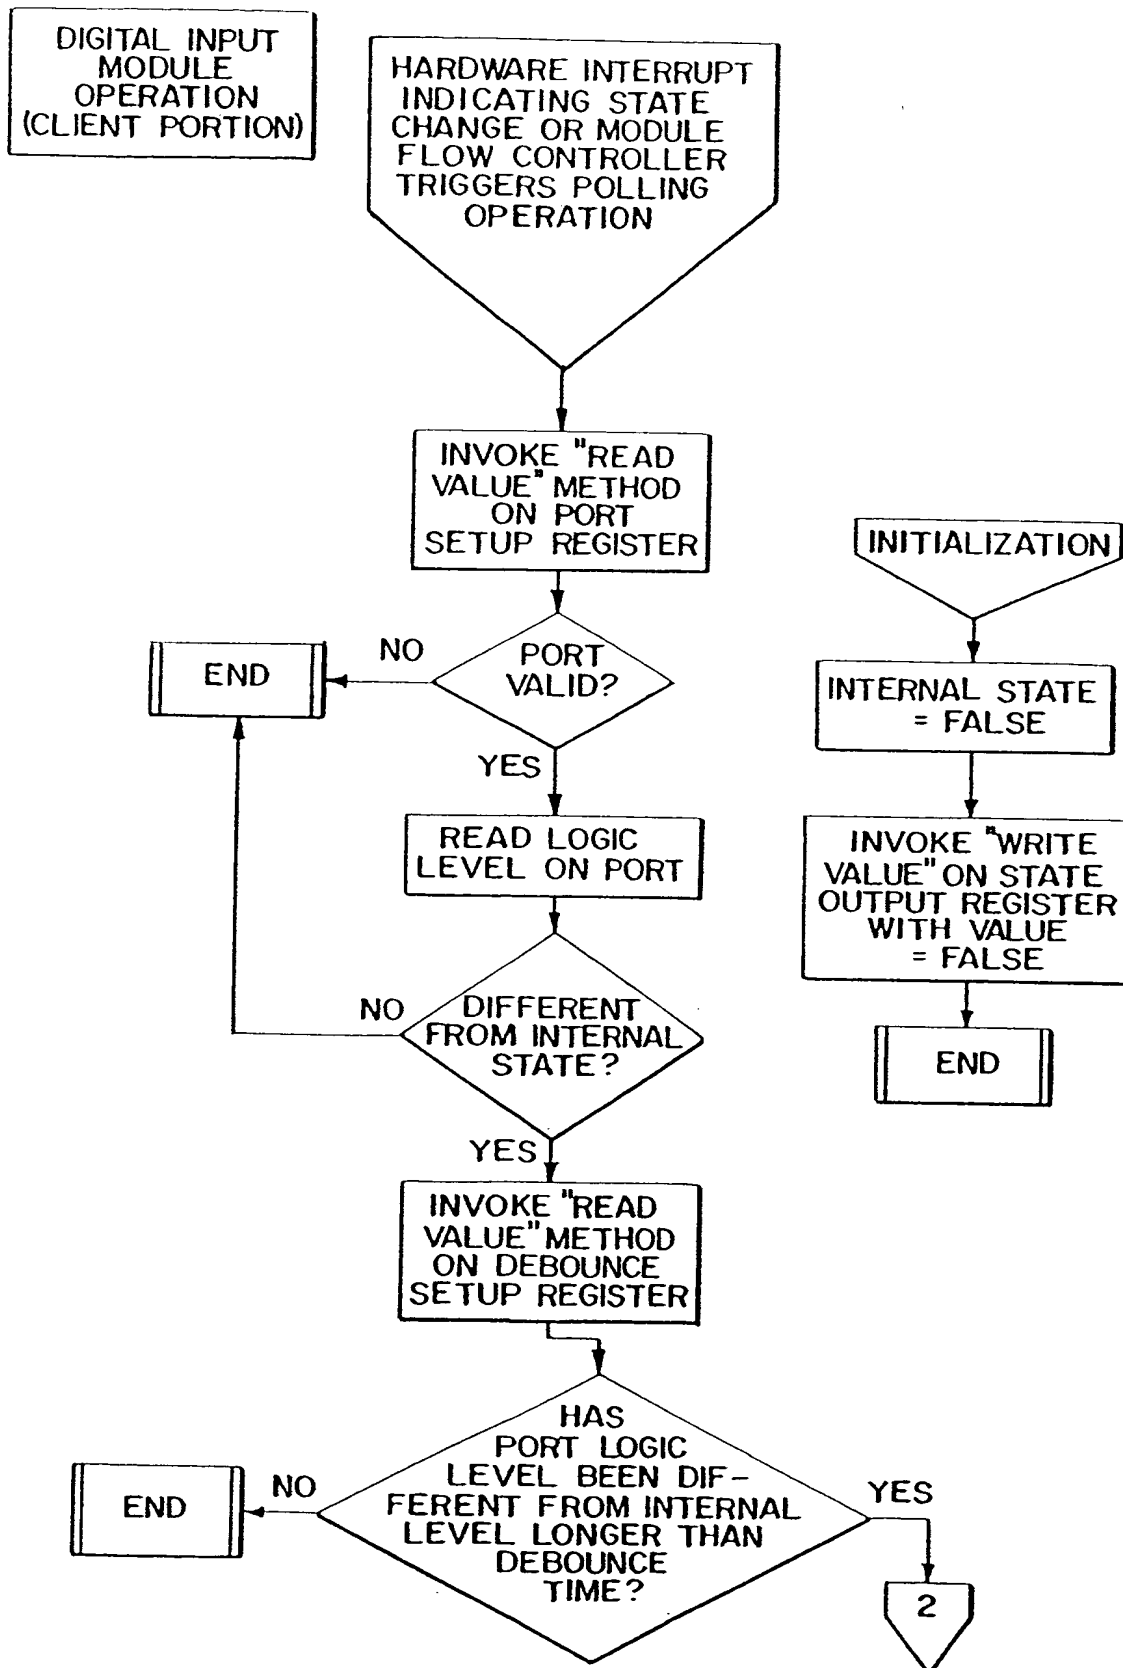 DIGITAL INPUT
MODULE
OPERATION
(CLIENT PORTION)
HARDWARE INTERRUPT
INDICATING STATE
CHANGE OR MODULE
FLOW CONTROLLER
TRIGGERS POLLING
OPERATION
INVOKE "READ
VALUE" METHOD
ON PORT
SETUP REGISTER
PORT
VALID?
NO
END
YES
READ LOGIC
LEVEL ON PORT
DIFFERENT
FROM INTERNAL
STATE?
NO
YES
INVOKE "READ
VALUE" METHOD
ON DEBOUNCE
SETUP REGISTER
HAS
PORT LOGIC
LEVEL BEEN DIF-
FERENT FROM INTERNAL
LEVEL LONGER THAN
DEBOUNCE
TIME?
NO
END
YES
2
INITIALIZATION
INTERNAL STATE
= FALSE
INVOKE "WRITE
VALUE" ON STATE
OUTPUT REGISTER
WITH VALUE
= FALSE
END